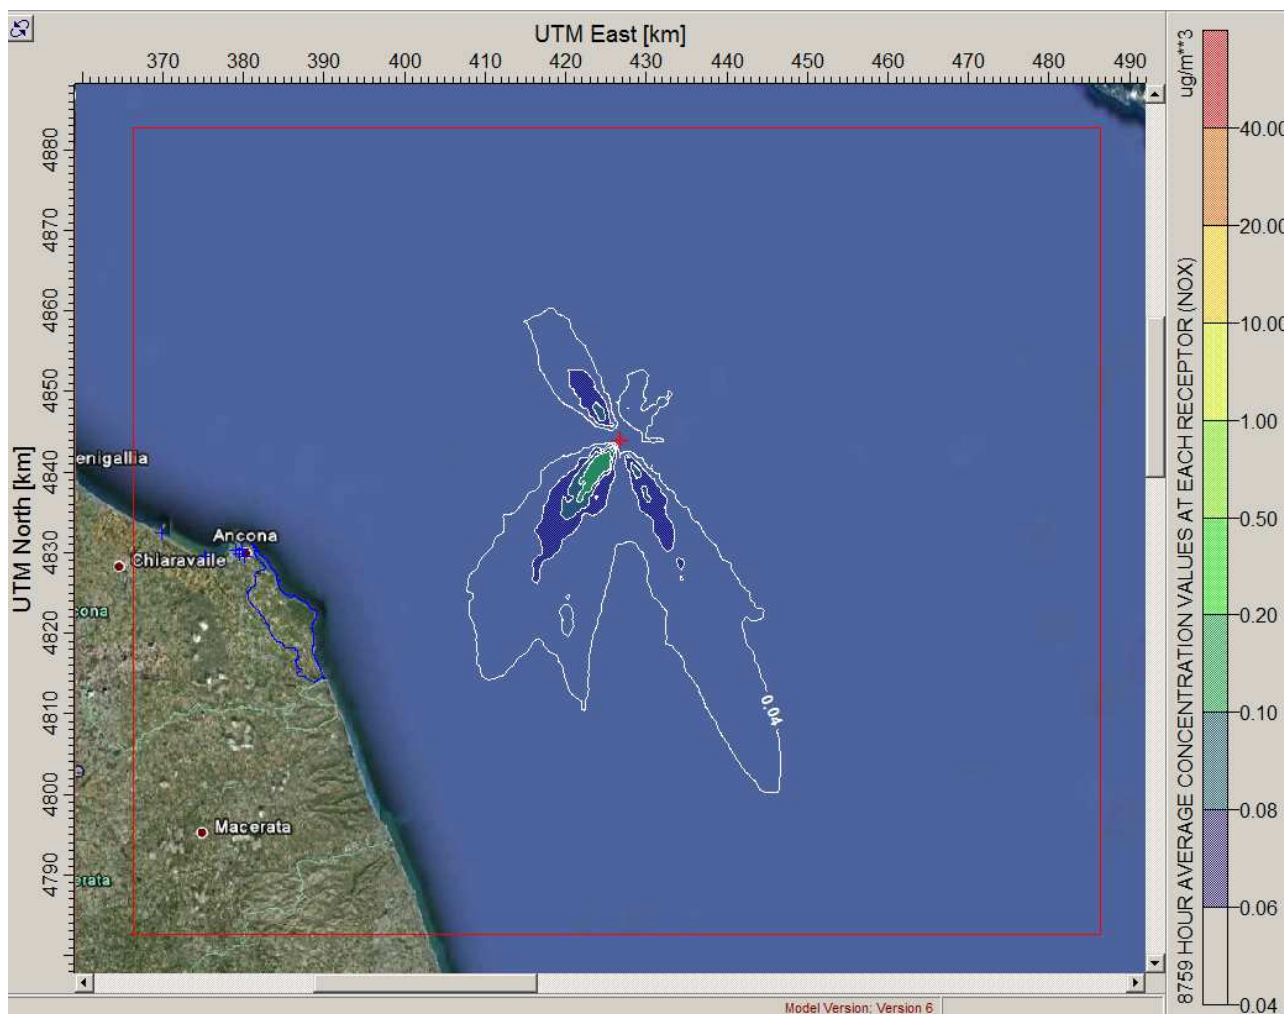 UTM East [km]
370 380 390 400 410 420 430 440 450 460 470 480 490
UTM North [km]
4880
4870
4860
4850
4840
4830
4820
4810
4800
4790
enigallia
Ancona
Chiaravalle
cona
Macerata
erata
0.04
8759 HOUR AVERAGE CONCENTRATION VALUES AT EACH RECEPTOR (NOX)
ug/m**3
40.00
20.00
10.00
1.00
0.50
0.20
0.10
0.08
0.06
0.04
Model Version: Version 6